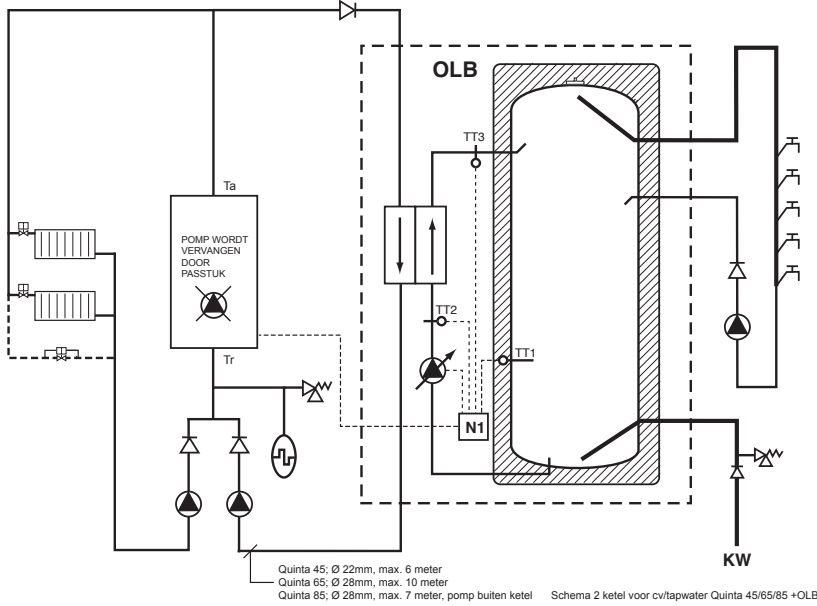 OLB
TT3
Ta
POMP WORDT
VERVANGEN
DOOR
PASSTUK
TT2
TT1
Tr
N1
KW
Quinta 45; Ø 22mm, max. 6 meter
Quinta 65; Ø 28mm, max. 10 meter
Quinta 85; Ø 28mm, max. 7 meter, pomp buiten ketel
Schema 2 ketel voor cv/tapwater Quinta 45/65/85 +OLB